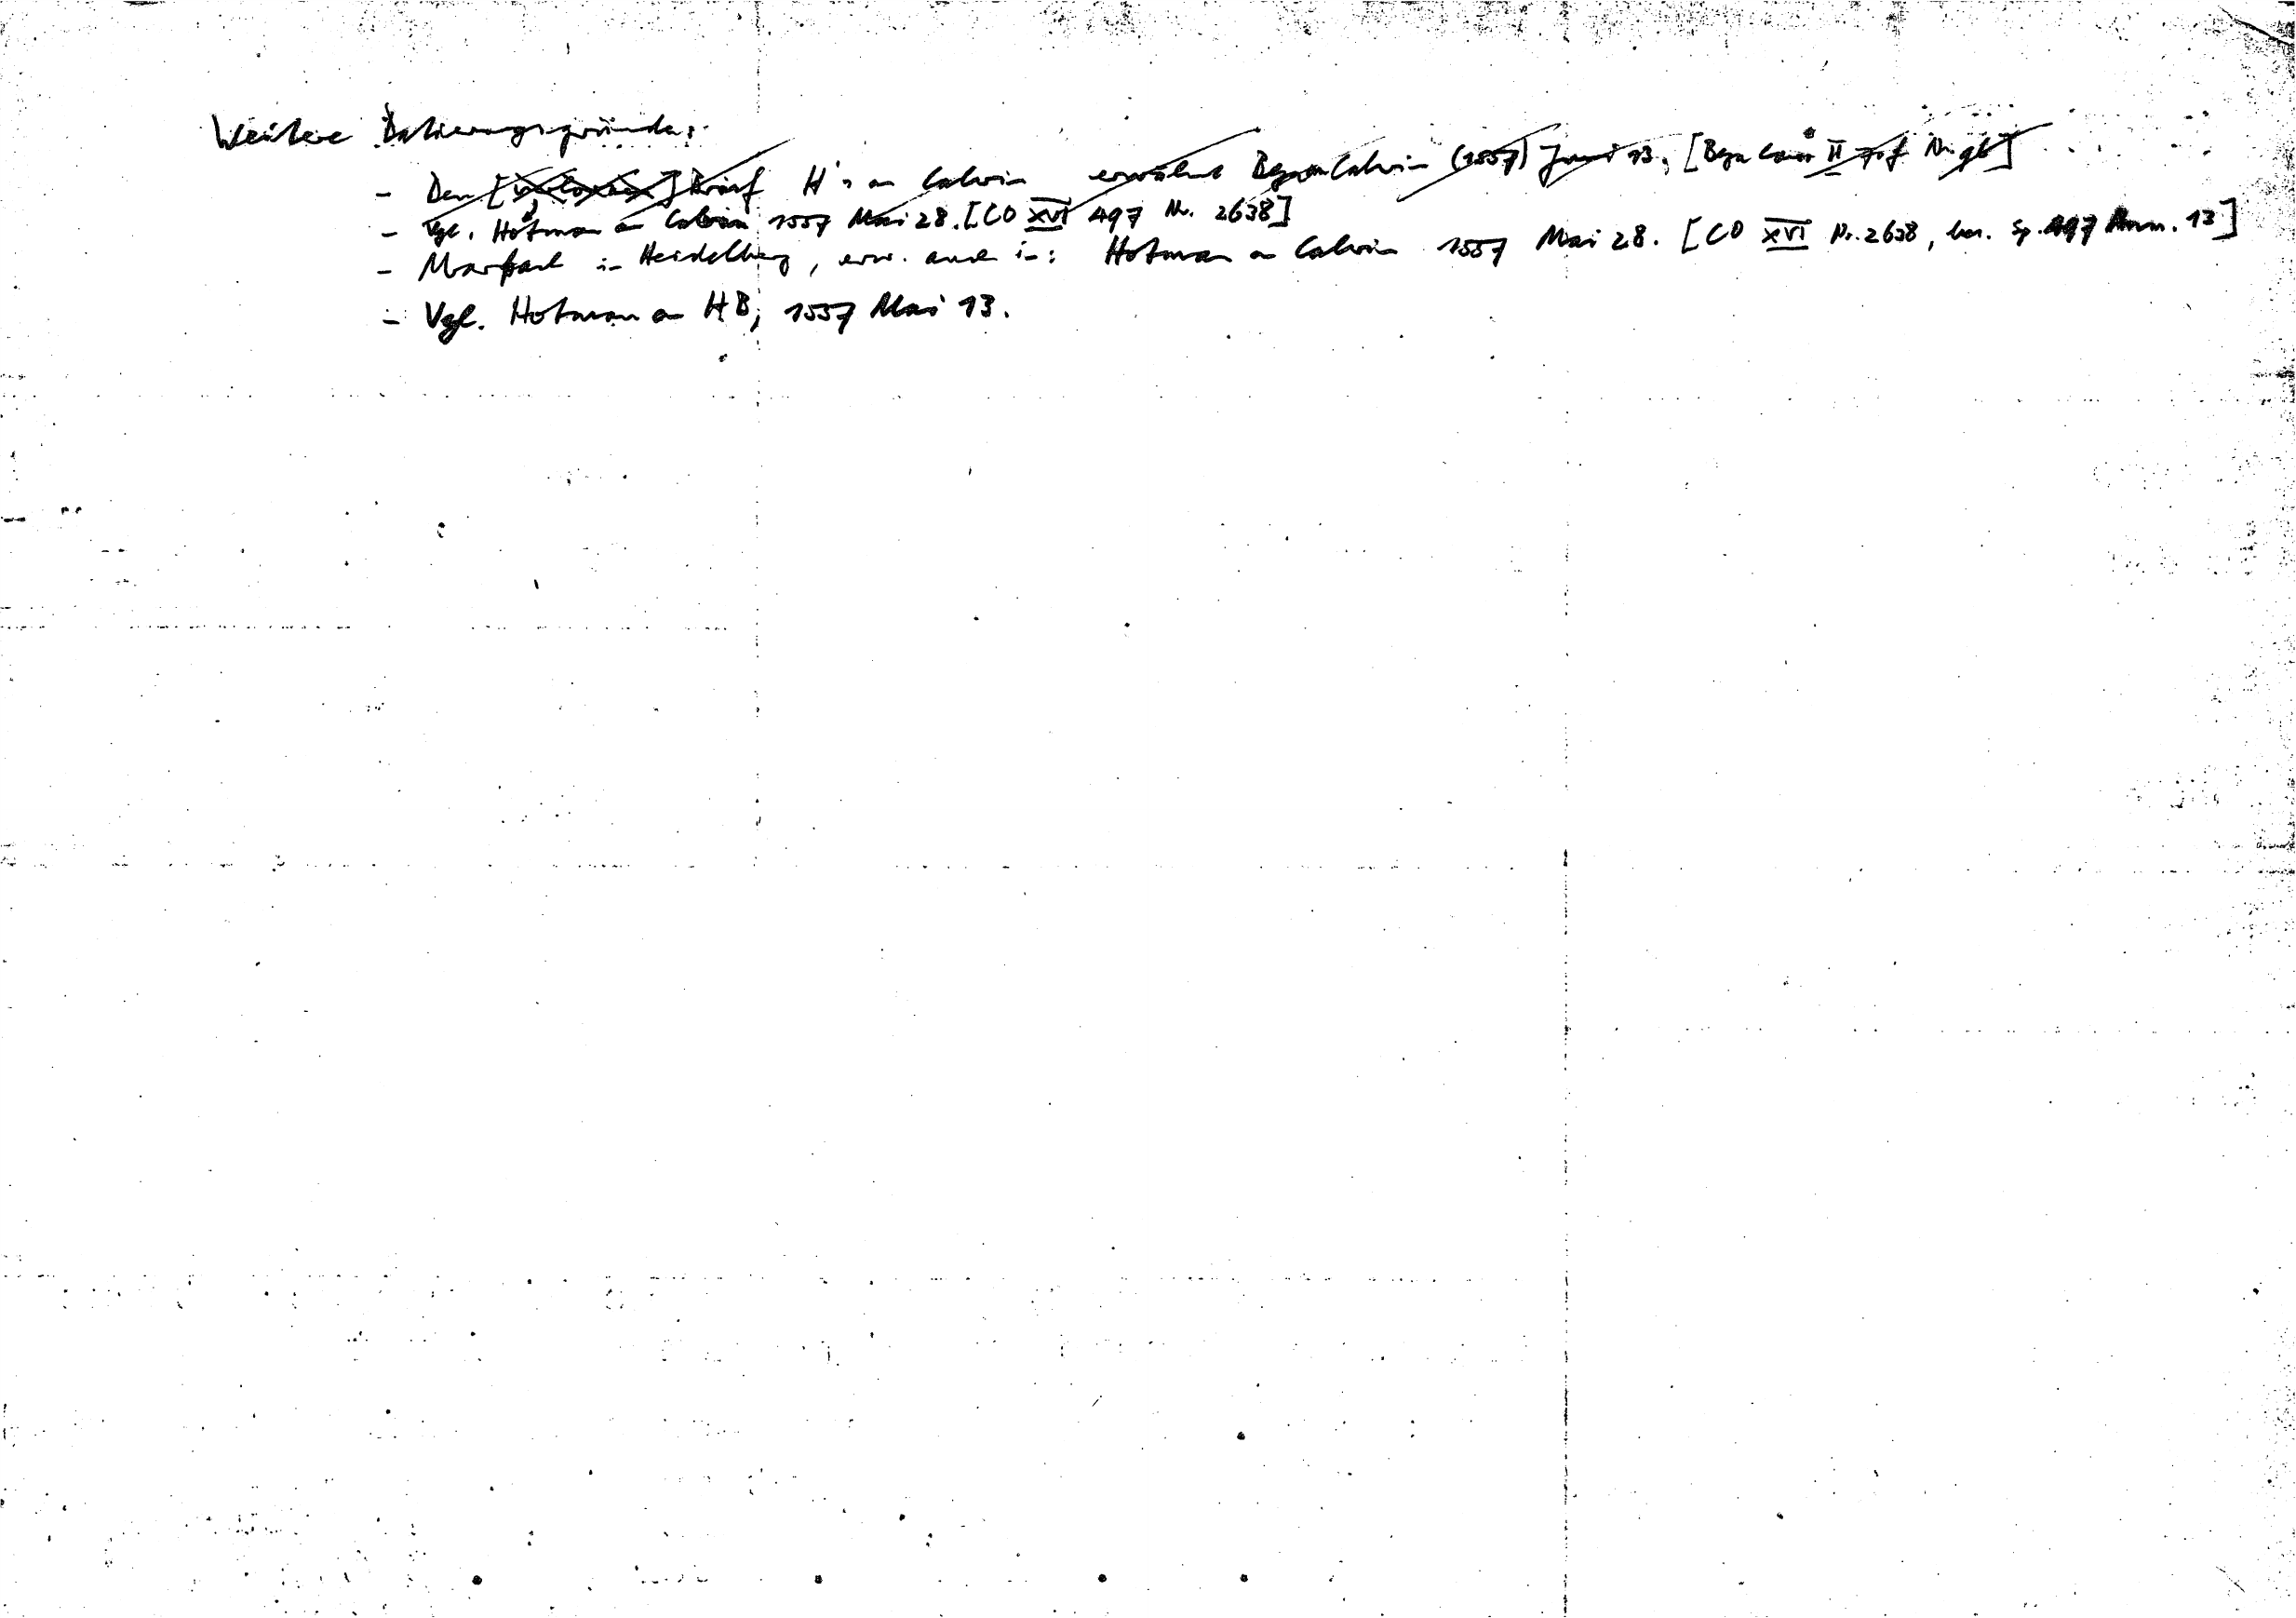 Weitere Datierungsgründe:
- Den [verlorenen] Brief H's an Calvin erwähnt Beza an Calvin (1557) Juni 13. [Beza Corr II 70f Nr. 96]
- Vgl. Hotman an Calvin 1557 Mai 28. [CO XVI 497 Nr. 2638]
- Marbach in Heidelberg, erw. auch in: Hotman an Calvin 1557 Mai 28. [CO XVI Nr. 2638, bes. Sp. 497 Anm. 13]
- Vgl. Hotman an HB, 1557 Mai 13.